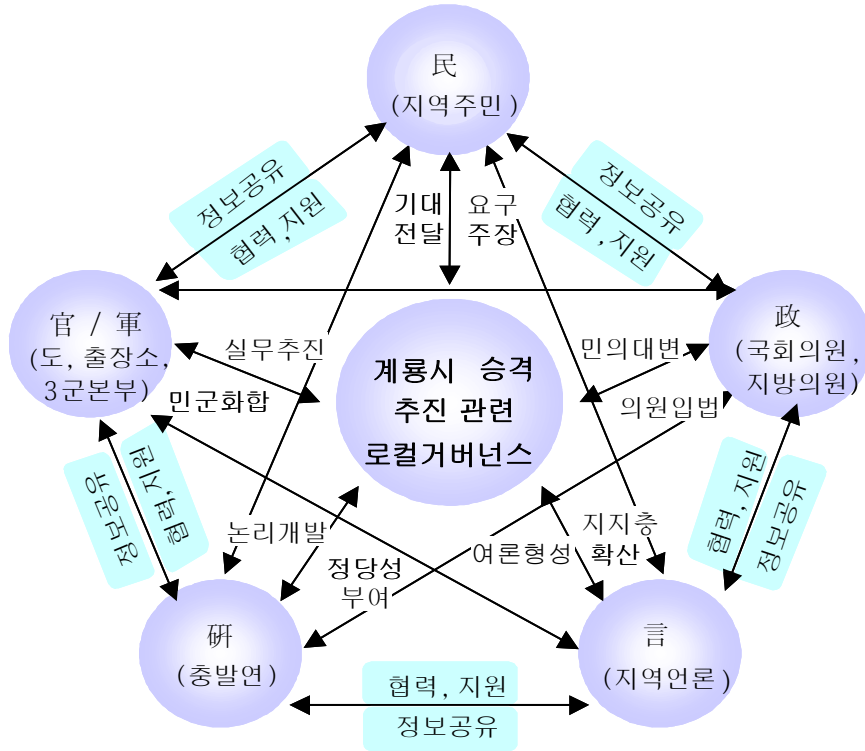 民
(지역주민)
정보공유
협력,지원
정보공유
협력,지원
기대
전달
요구
주장
官 / 軍
(도, 출장소,
3군본부)
政
(국회의원,
지방의원)
실무추진
민군화합
계룡시 승격
추진 관련
로컬거버넌스
민의대변
의원입법
정보공유
협력,지원
협력,지원
정보공유
논리개발
정당성
부여
여론형성
지지층
확산
硏
(충발연)
言
(지역언론)
협력, 지원
정보공유